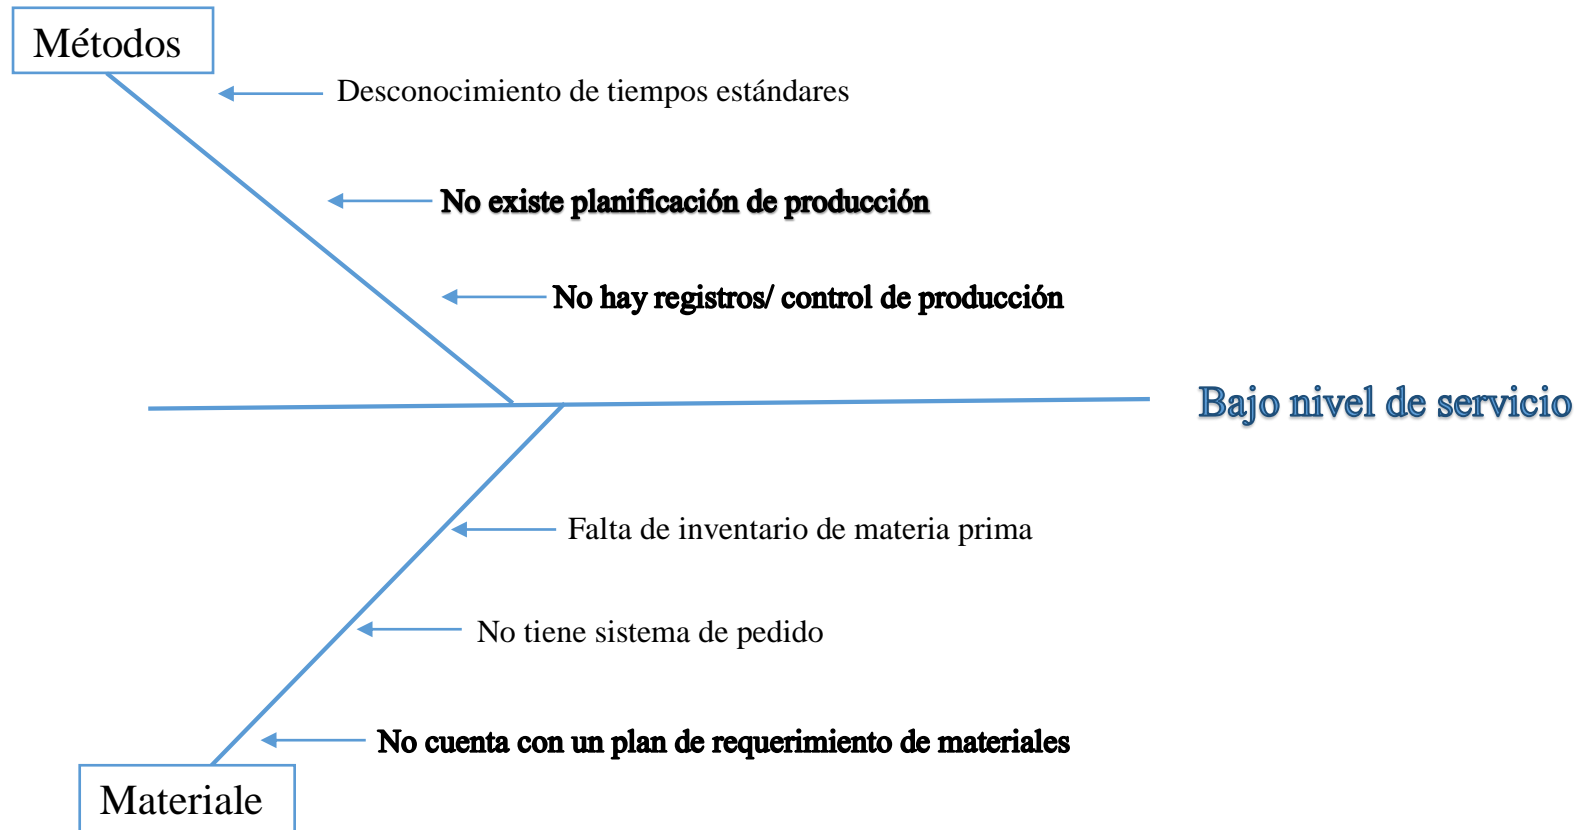 Métodos
Desconocimiento de tiempos estándares
No existe planificación de producción
No hay registros/ control de producción
Bajo nivel de servicio
Falta de inventario de materia prima
No tiene sistema de pedido
No cuenta con un plan de requerimiento de materiales
Materiale